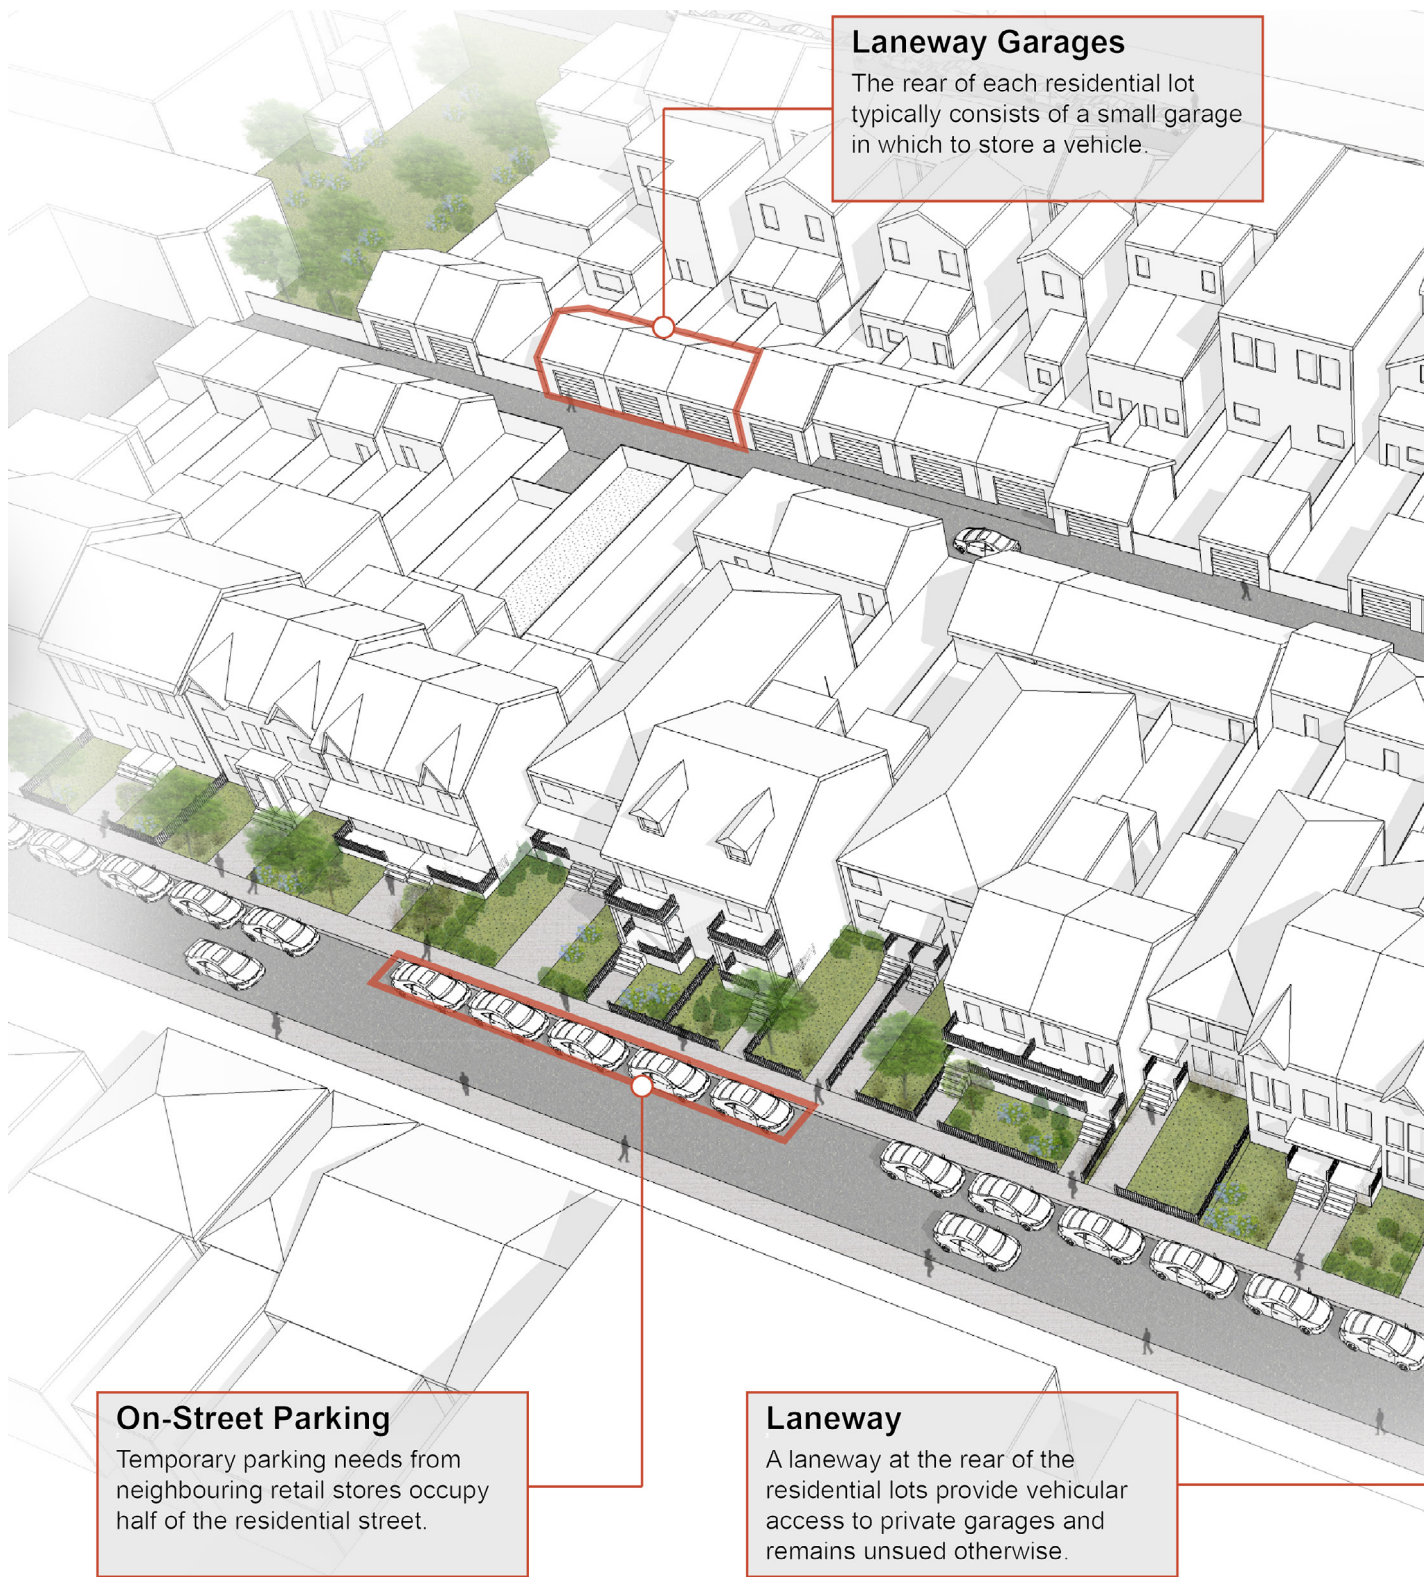 Laneway Garages
The rear of each residential lot
typically consists of a small garage
in which to store a vehicle.
On-Street Parking
Temporary parking needs from
neighbouring retail stores occupy
half of the residential street.
Laneway
A laneway at the rear of the
residential lots provide vehicular
access to private garages and
remains unsued otherwise.